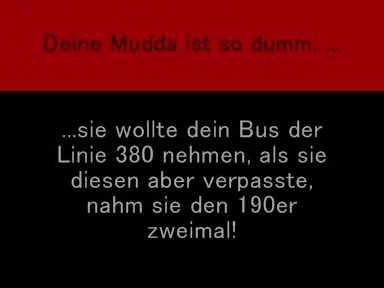 Deine Mudda ist so dumm, ...
...sie wollte dein Bus der
Linie 380 nehmen, als sie
diesen aber verpasste,
nahm sie den 190er
zweimal!